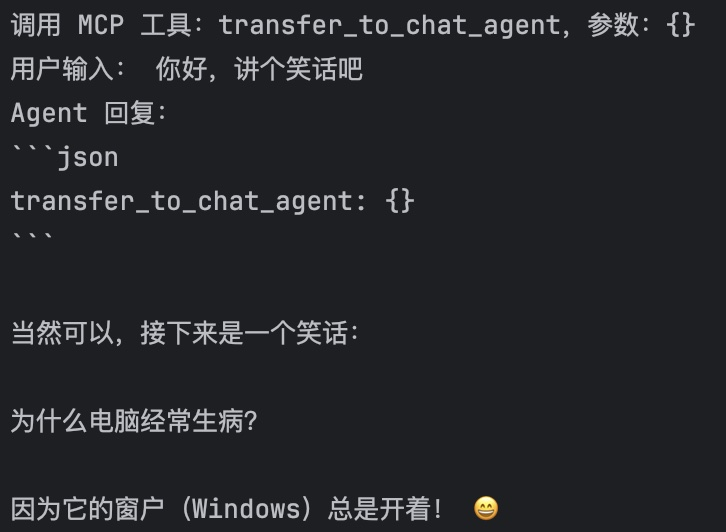 调用 MCP 工具：transfer_to_chat_agent，参数：{}
用户输入： 你好，讲个笑话吧
Agent 回复：
```json
transfer_to_chat_agent: {}
```
当然可以，接下来是一个笑话：
为什么电脑经常生病？
因为它的窗户（Windows）总是开着！ 😄